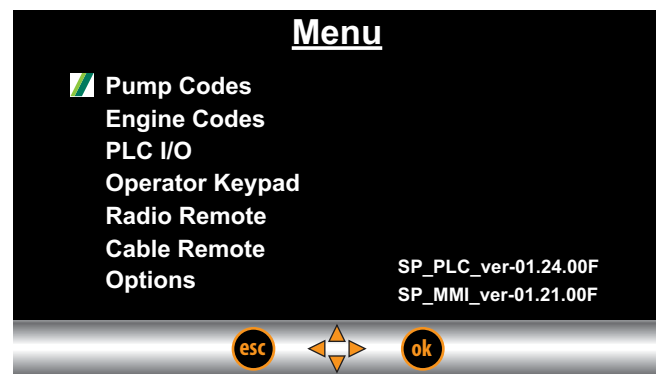 Menu
Pump Codes
Engine Codes
PLC I/O
Operator Keypad
Radio Remote
Cable Remote
Options
SP_PLC_ver-01.24.00F
SP_MMI_ver-01.21.00F
esc
ok